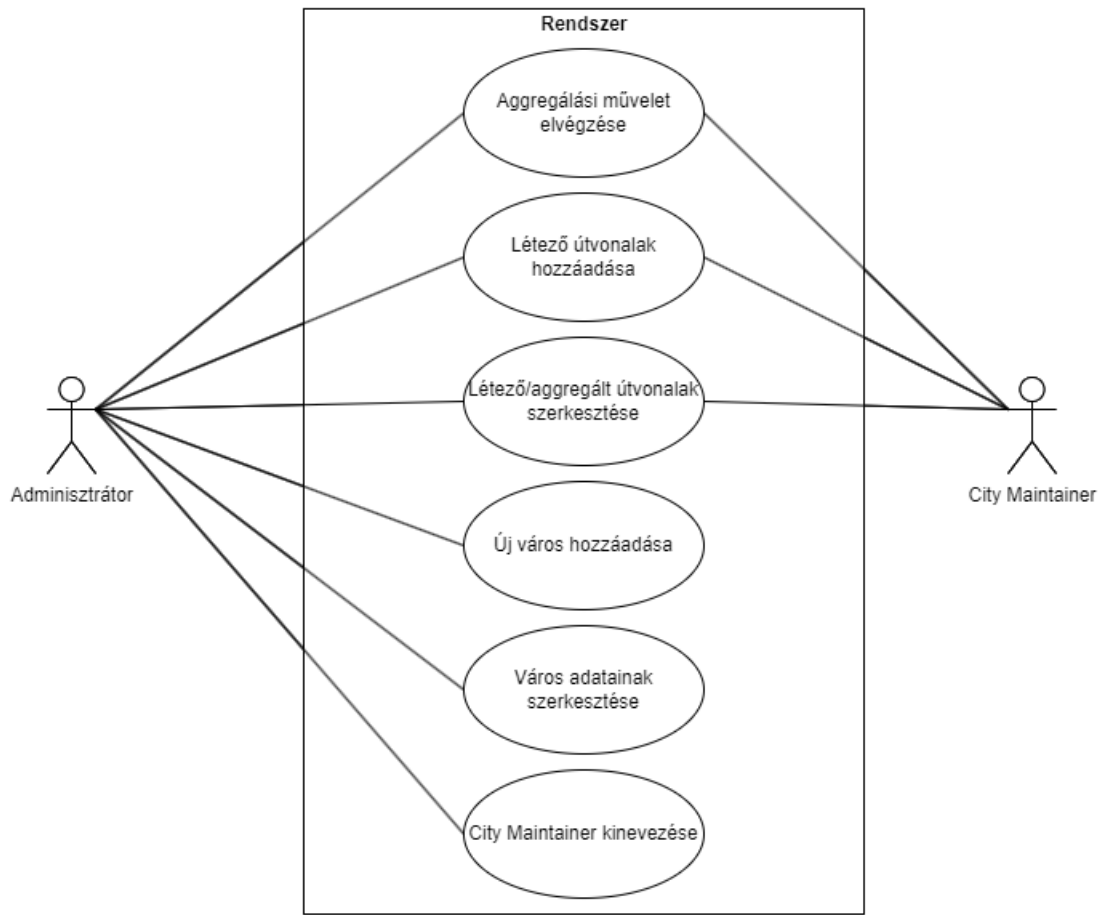 Rendszer
Aggregálási művelet
elvégzése
Létező útvonalak
hozzáadása
Létező/aggregált útvonalak
szerkesztése
Adminisztrátor
City Maintainer
Új város hozzáadása
Város adatainak
szerkesztése
City Maintainer kinevezése